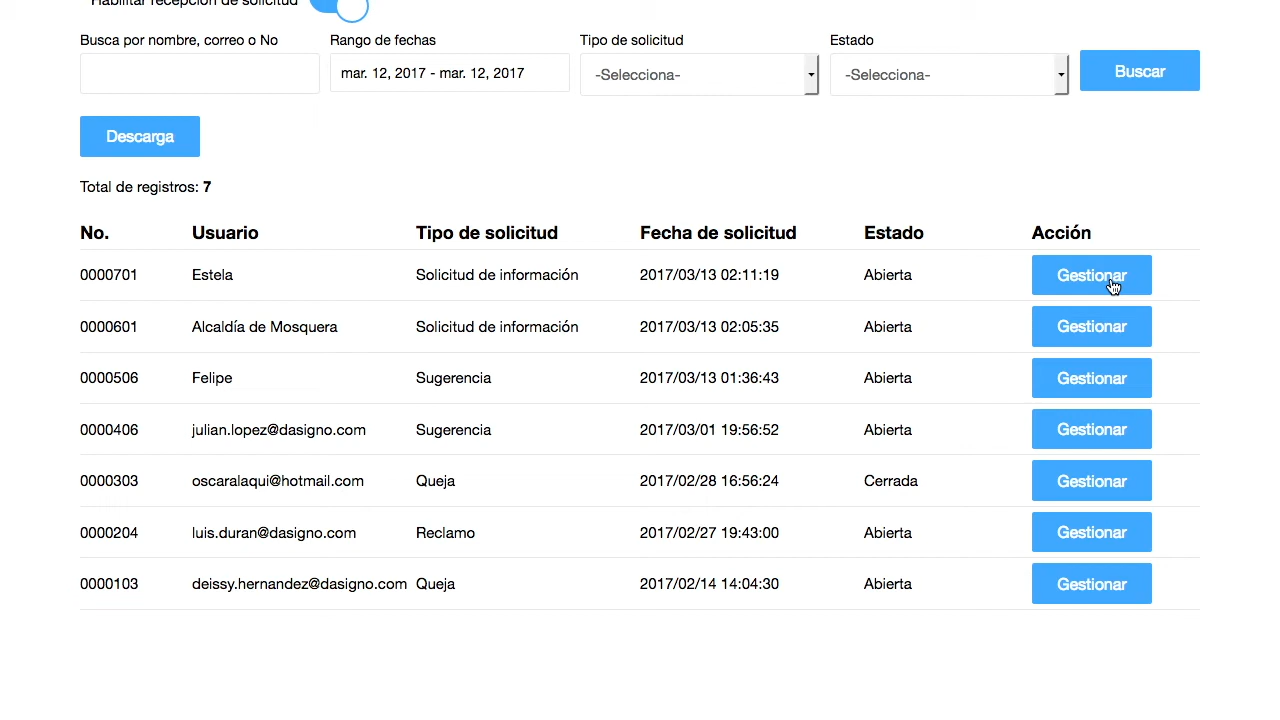 Habilitar recepción de solicitud
Busca por nombre, correo o No Rango de fechas Tipo de solicitud Estado
mar. 12, 2017 - mar. 12, 2017 -Selecciona- -Selecciona- Buscar
Descarga
Total de registros: 7
No. Usuario Tipo de solicitud Fecha de solicitud Estado Acción
0000701 Estela Solicitud de información 2017/03/13 02:11:19 Abierta Gestionar
0000601 Alcaldía de Mosquera Solicitud de información 2017/03/13 02:05:35 Abierta Gestionar
0000506 Felipe Sugerencia 2017/03/13 01:36:43 Abierta Gestionar
0000406 julian.lopez@dasigno.com Sugerencia 2017/03/01 19:56:52 Abierta Gestionar
0000303 oscaralaqui@hotmail.com Queja 2017/02/28 16:56:24 Cerrada Gestionar
0000204 luis.duran@dasigno.com Reclamo 2017/02/27 19:43:00 Abierta Gestionar
0000103 deissy.hernandez@dasigno.com Queja 2017/02/14 14:04:30 Abierta Gestionar